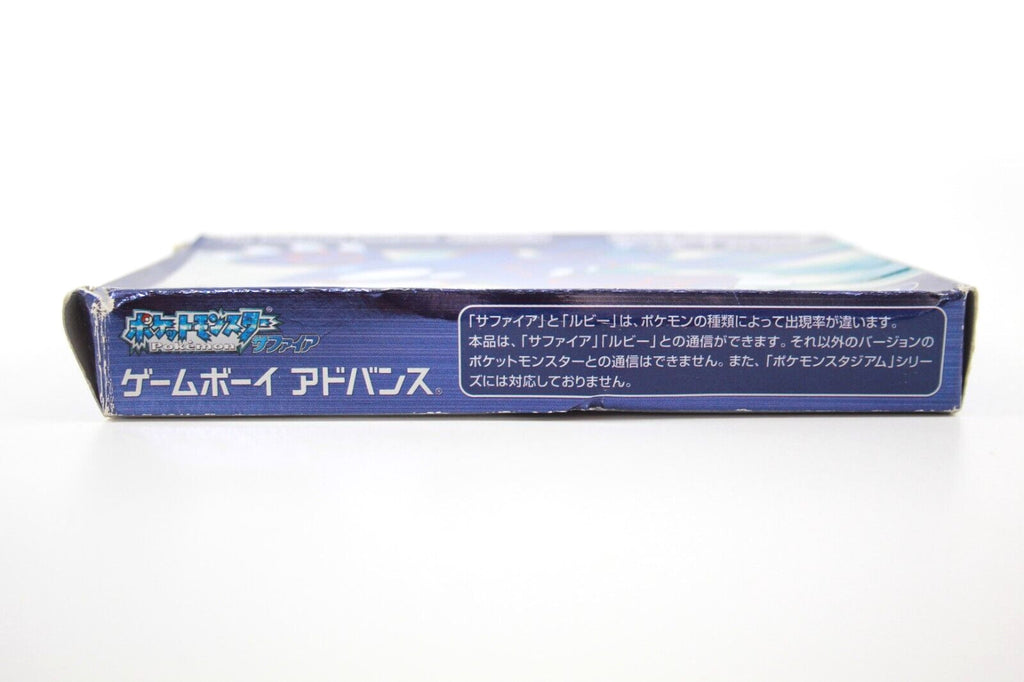 ポケットモンスター
POKéMON
サファイア
ゲームボーイ アドバンス®
「サファイア」と「ルビー」は、ポケモンの種類によって出現率が違います。
本品は、「サファイア」「ルビー」との通信ができます。それ以外のバージョンの
ポケットモンスターとの通信はできません。また、「ポケモンスタジアム」シリー
ズには対応しておりません。